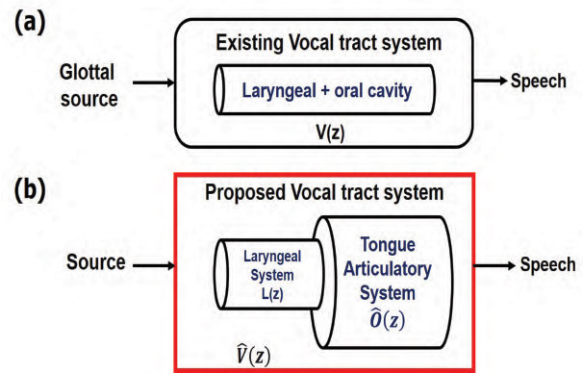 (a)
Existing Vocal tract system
Glottal
source
Laryngeal + oral cavity
Speech
V(z)
(b)
Proposed Vocal tract system
Source
Laryngeal
System
L(z)
Tongue
Articulatory
System
Ô(z)
Speech
V̂(z)